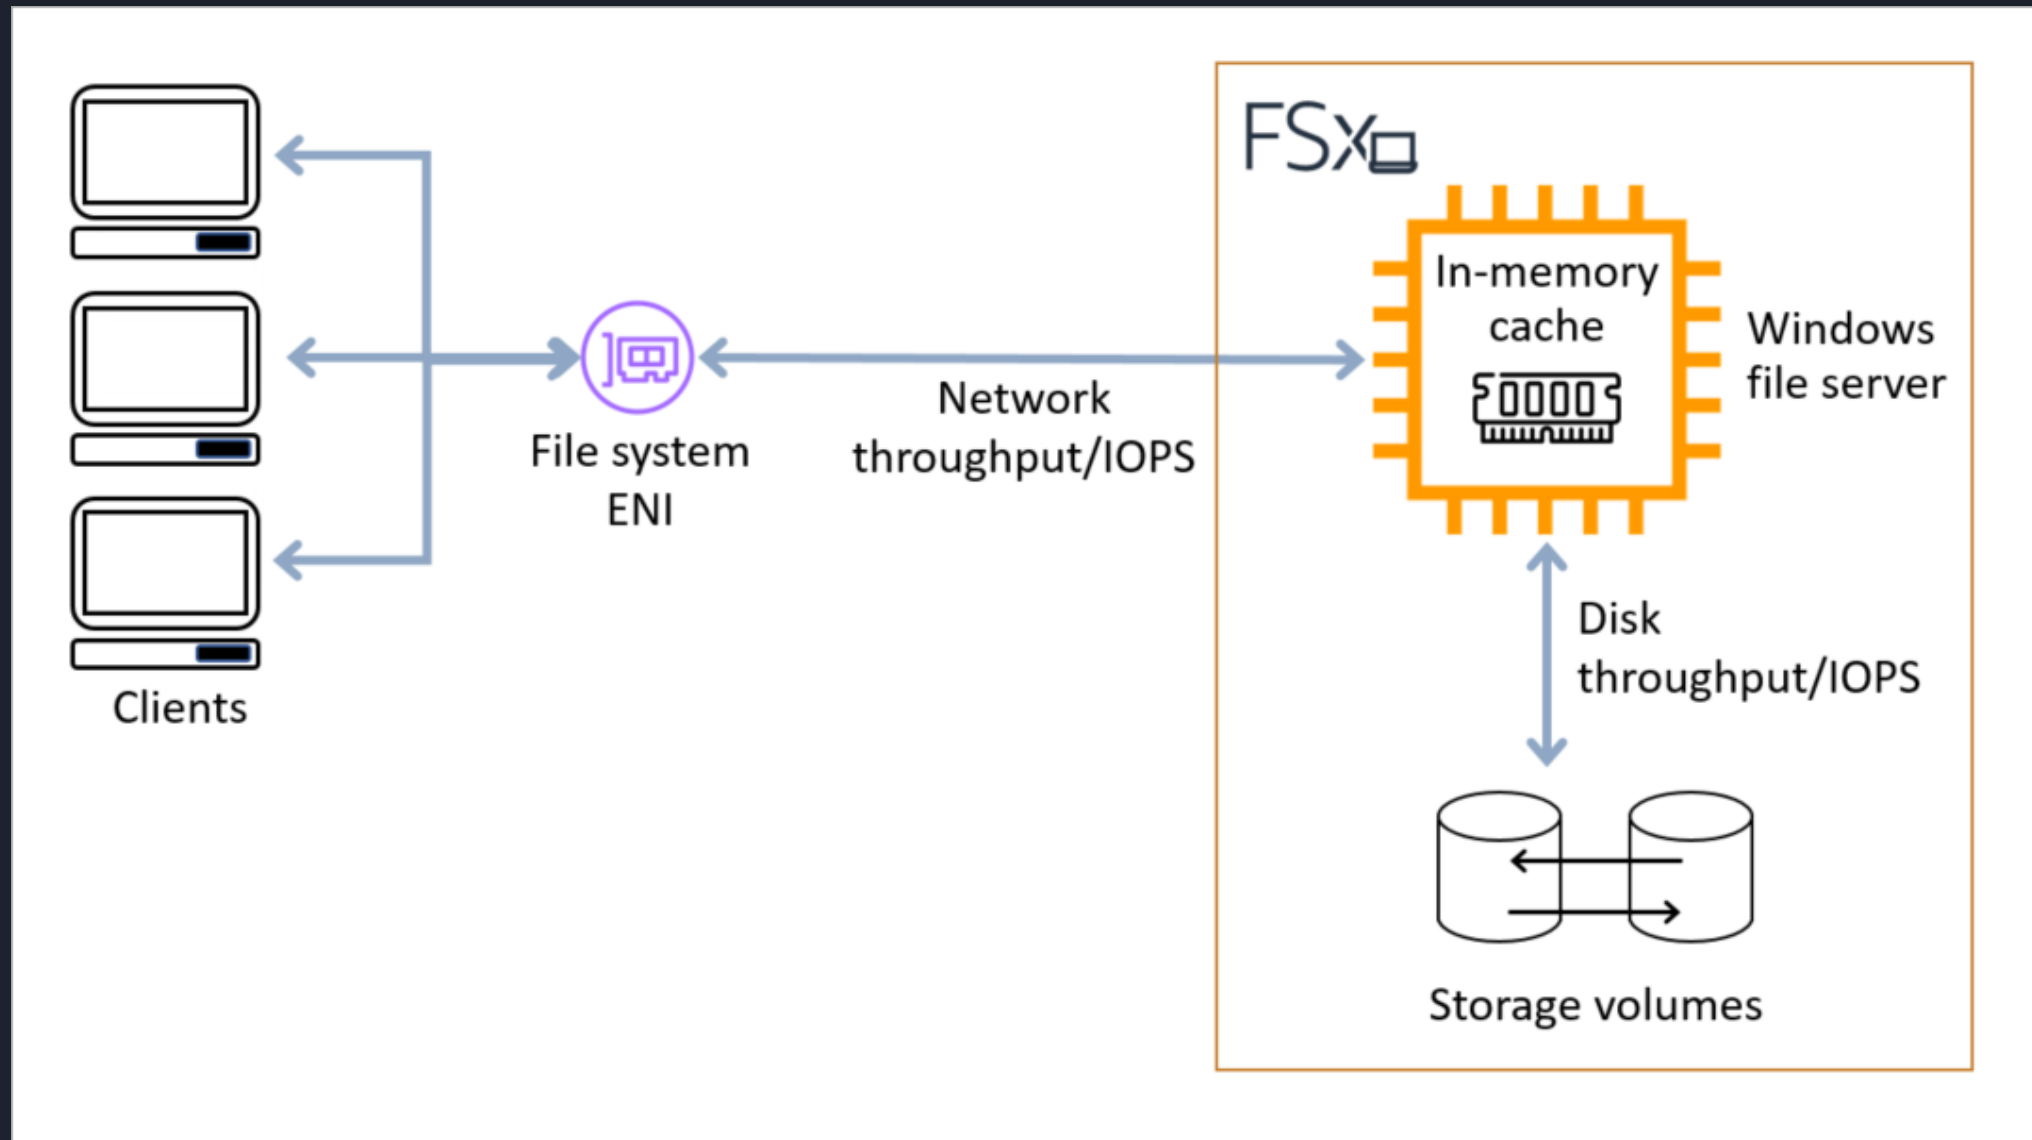 FSx
In-memory
cache
Windows
file server
File system
ENI
Network
throughput/IOPS
Disk
throughput/IOPS
Clients
Storage volumes